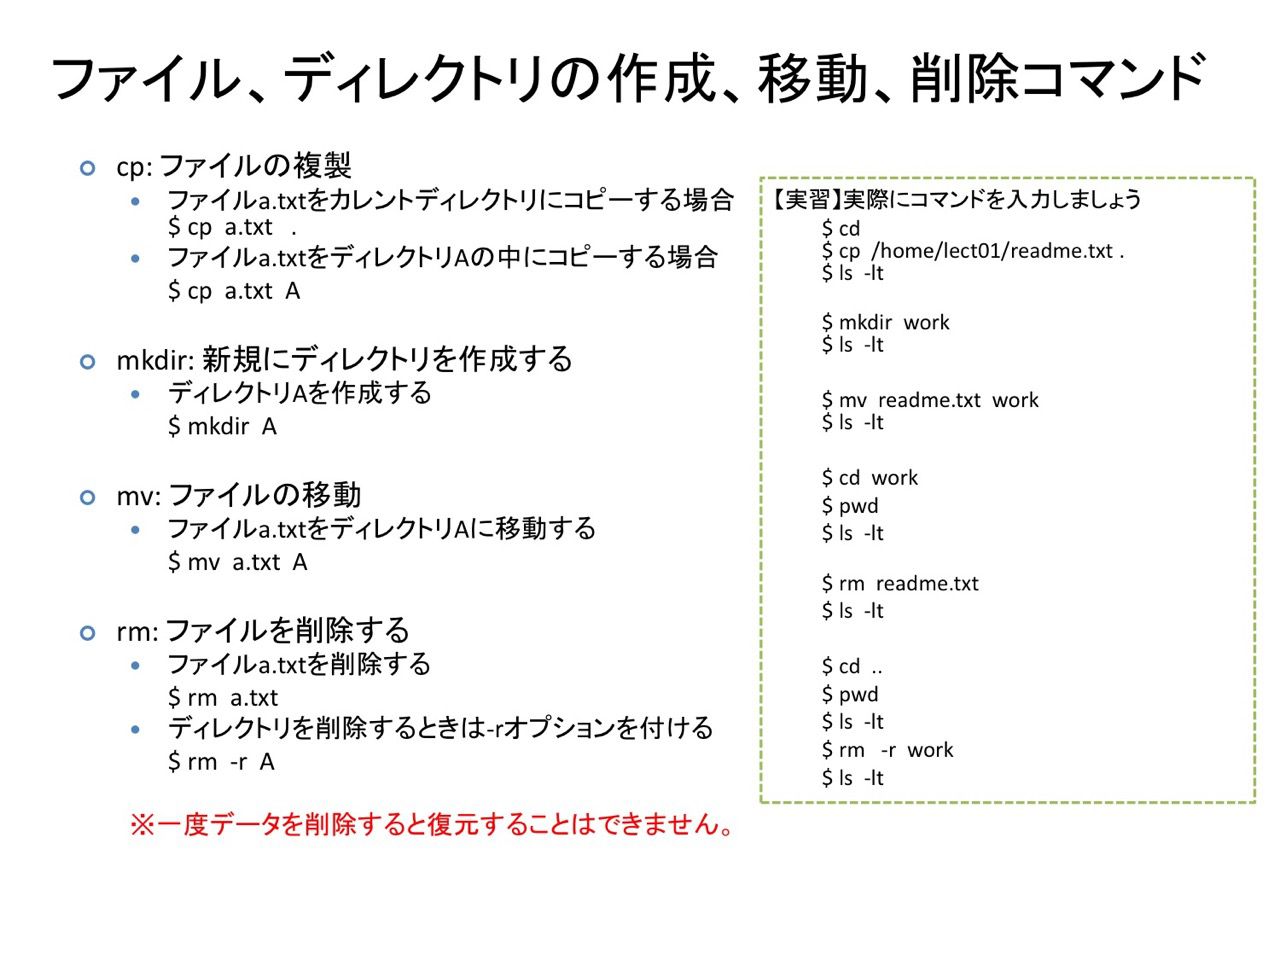 ファイル、ディレクトリの作成、移動、削除コマンド
cp: ファイルの複製
ファイルa.txtをカレントディレクトリにコピーする場合
$ cp a.txt .
ファイルa.txtをディレクトリAの中にコピーする場合
$ cp a.txt A
mkdir: 新規にディレクトリを作成する
ディレクトリAを作成する
$ mkdir A
mv: ファイルの移動
ファイルa.txtをディレクトリAに移動する
$ mv a.txt A
rm: ファイルを削除する
ファイルa.txtを削除する
$ rm a.txt
ディレクトリを削除するときは-rオプションを付ける
$ rm -r A
※一度データを削除すると復元することはできません。
【実習】実際にコマンドを入力しましょう
$ cd
$ cp /home/lect01/readme.txt .
$ ls -lt
$ mkdir work
$ ls -lt
$ mv readme.txt work
$ ls -lt
$ cd work
$ pwd
$ ls -lt
$ rm readme.txt
$ ls -lt
$ cd ..
$ pwd
$ ls -lt
$ rm -r work
$ ls -lt